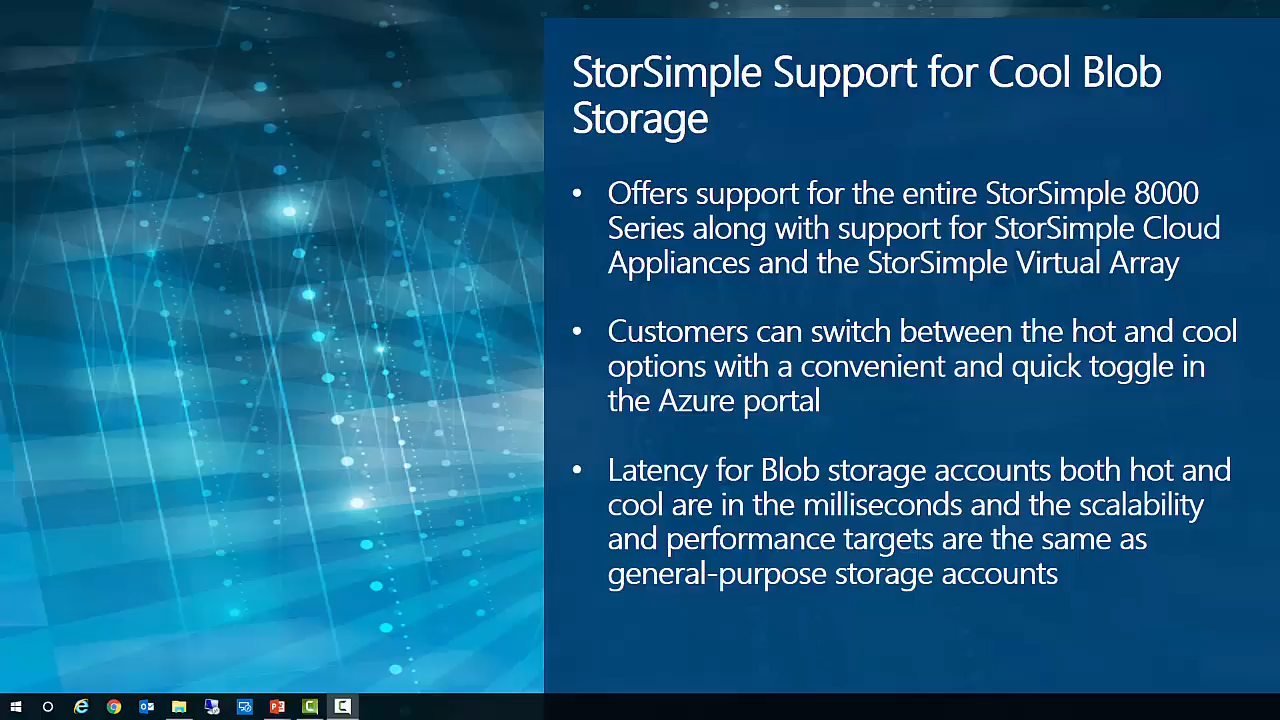 StorSimple Support for Cool Blob
Storage
• Offers support for the entire StorSimple 8000
Series along with support for StorSimple Cloud
Appliances and the StorSimple Virtual Array
• Customers can switch between the hot and cool
options with a convenient and quick toggle in
the Azure portal
• Latency for Blob storage accounts both hot and
cool are in the milliseconds and the scalability
and performance targets are the same as
general-purpose storage accounts